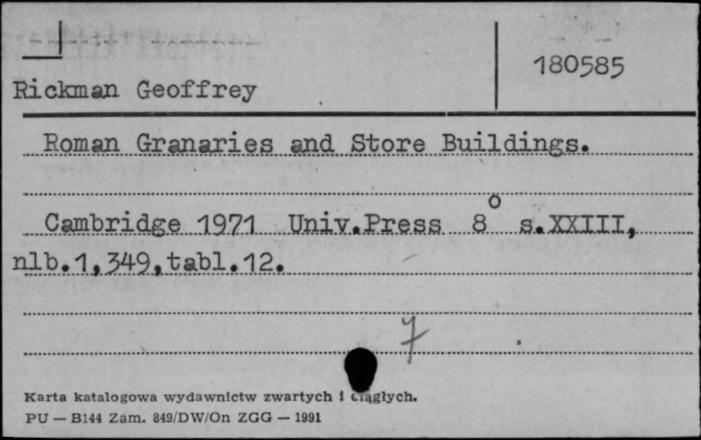 180585
Rickman Geoffrey
Roman Granaries and Store Buildings.
Cambridge 1971 Univ.Press 8° s.XXIII,
nlb.1,349,tabl.12.
7
Karta katalogowa wydawnictw zwartych i ciągłych.
PU — B144 Zam. 849/DW/On ZGG — 1991